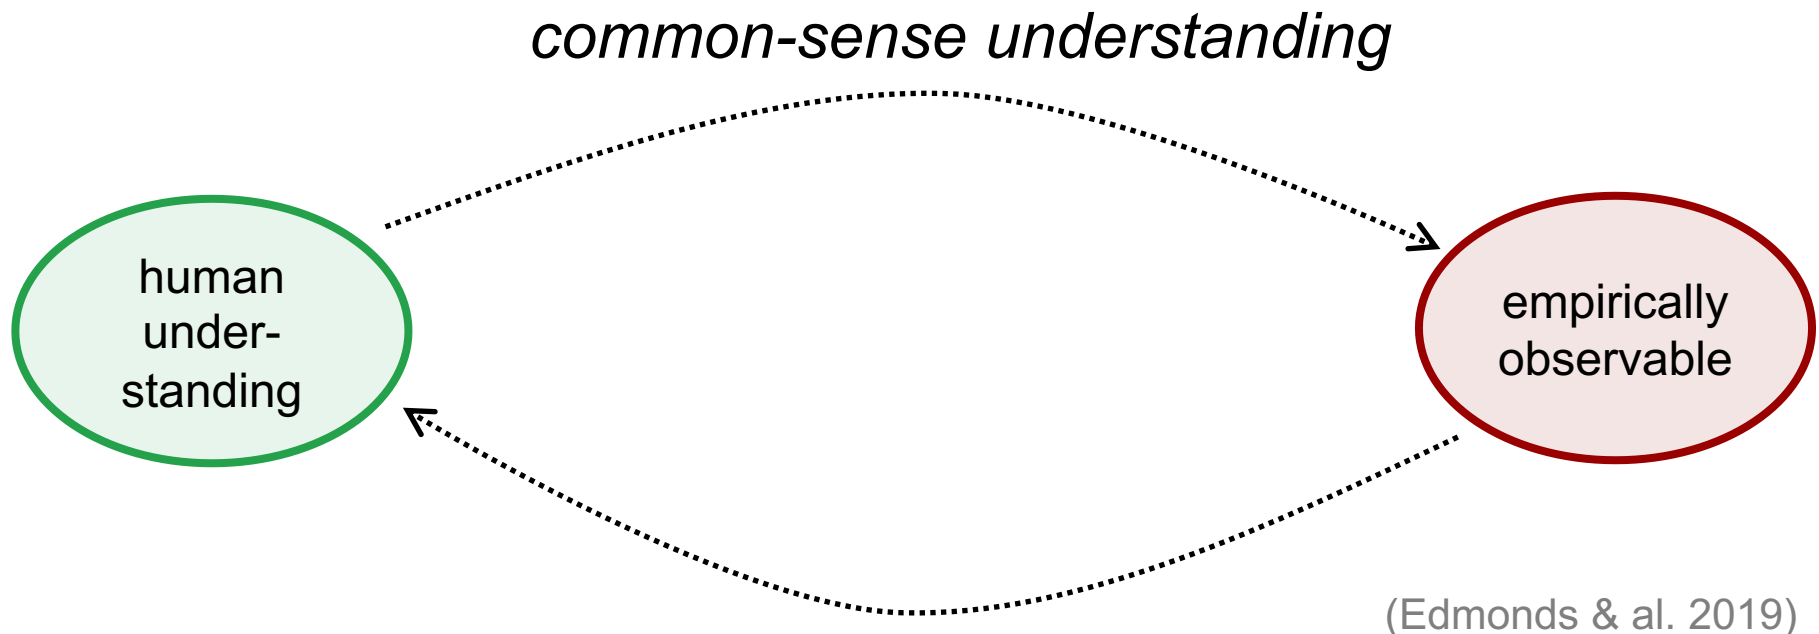 common-sense understanding
human
under-
standing
empirically
observable
(Edmonds & al. 2019)